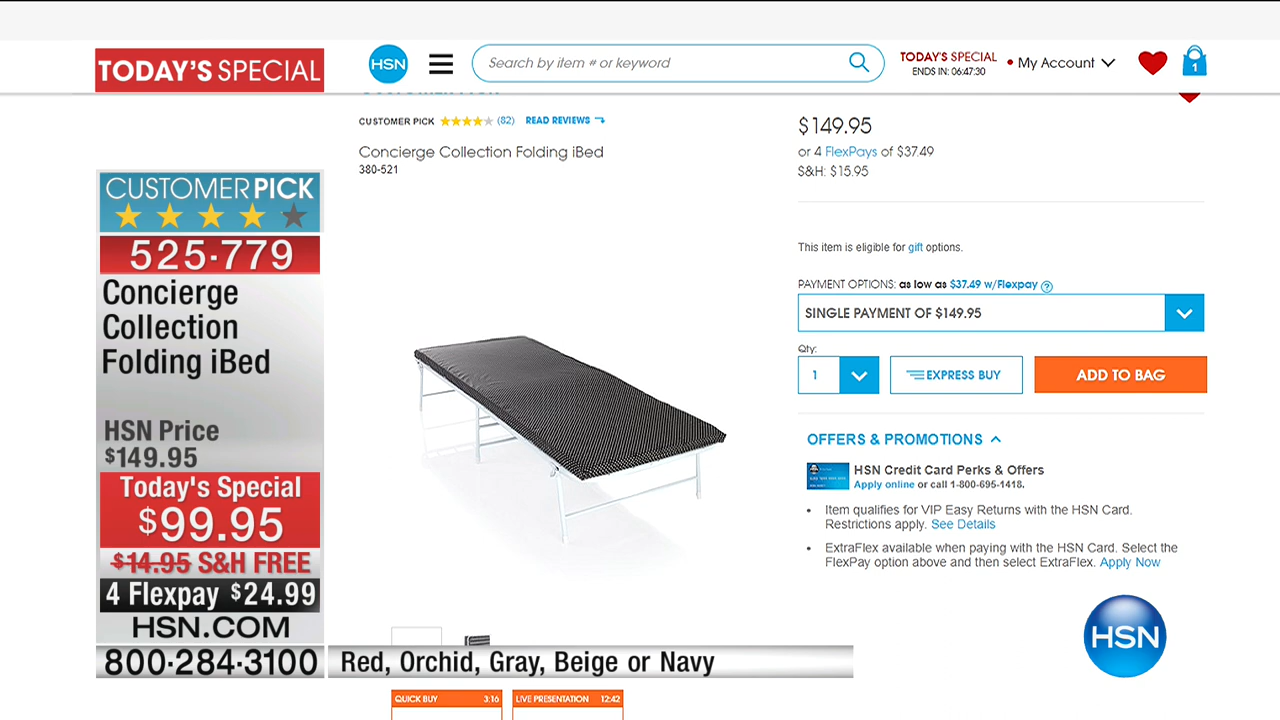 TODAY'S SPECIAL
HSN
Search by item # or keyword
TODAY'S SPECIAL
ENDS IN: 06:47:30
My Account
1
CUSTOMER PICK (82) READ REVIEWS
Concierge Collection Folding iBed
380-521
$149.95
or 4 FlexPays of $37.49
S&H: $15.95
This item is eligible for gift options.
PAYMENT OPTIONS: as low as $37.49 w/Flexpay ?
SINGLE PAYMENT OF $149.95
Qty:
1
EXPRESS BUY
ADD TO BAG
OFFERS & PROMOTIONS
HSN Credit Card Perks & Offers
Apply online or call 1-800-695-1418.
• Item qualifies for VIP Easy Returns with the HSN Card.
Restrictions apply. See Details
• ExtraFlex available when paying with the HSN Card. Select the
FlexPay option above and then select ExtraFlex. Apply Now
CUSTOMER PICK
525-779
Concierge
Collection
Folding iBed
HSN Price
$149.95
Today's Special
$99.95
$14.95 S&H FREE
4 Flexpay $24.99
HSN.COM
800-284-3100
Red, Orchid, Gray, Beige or Navy
HSN
QUICK BUY 3:16
LIVE PRESENTATION 12:42